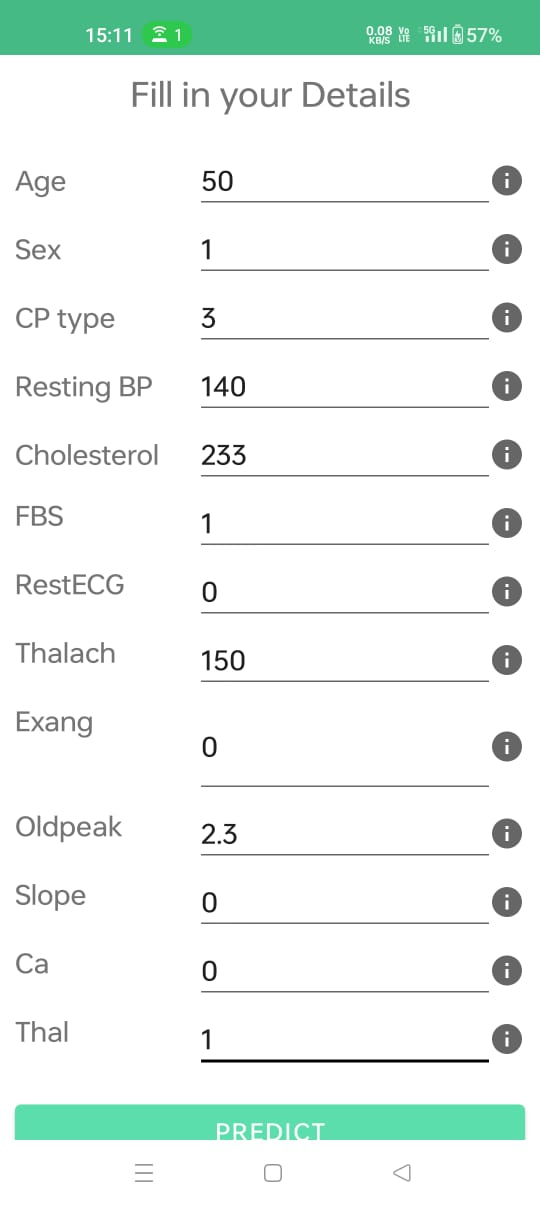 15:11 1 0.08 KB/S Vo LTE 5G 57%
Fill in your Details
Age 50
Sex 1
CP type 3
Resting BP 140
Cholesterol 233
FBS 1
RestECG 0
Thalach 150
Exang 0
Oldpeak 2.3
Slope 0
Ca 0
Thal 1
PREDICT